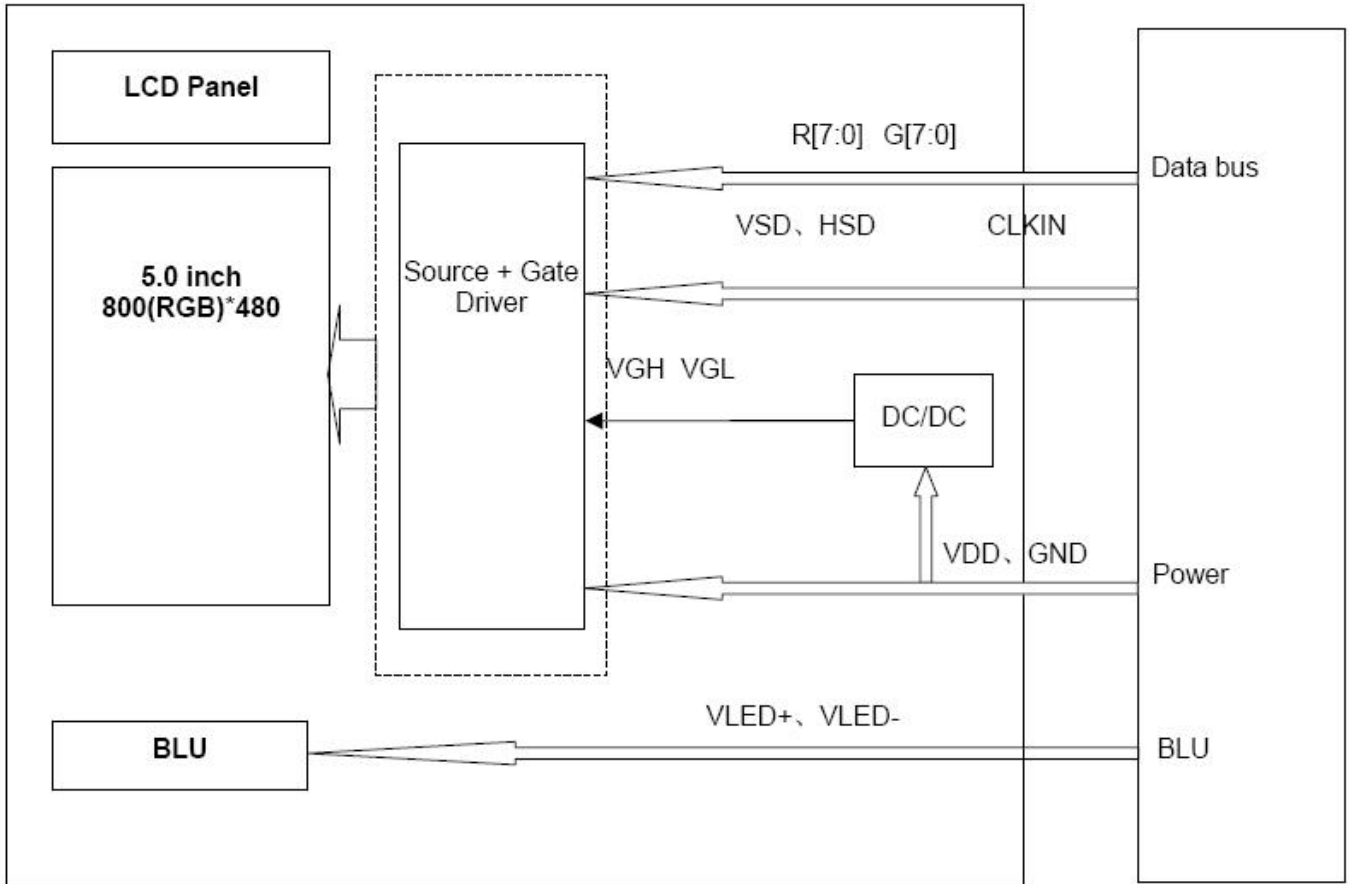 LCD Panel
R[7:0] G[7:0]
Data bus
VSD、HSD CLKIN
5.0 inch
800(RGB)*480
Source + Gate
Driver
VGH VGL
DC/DC
VDD、GND
Power
VLED+、VLED-
BLU
BLU